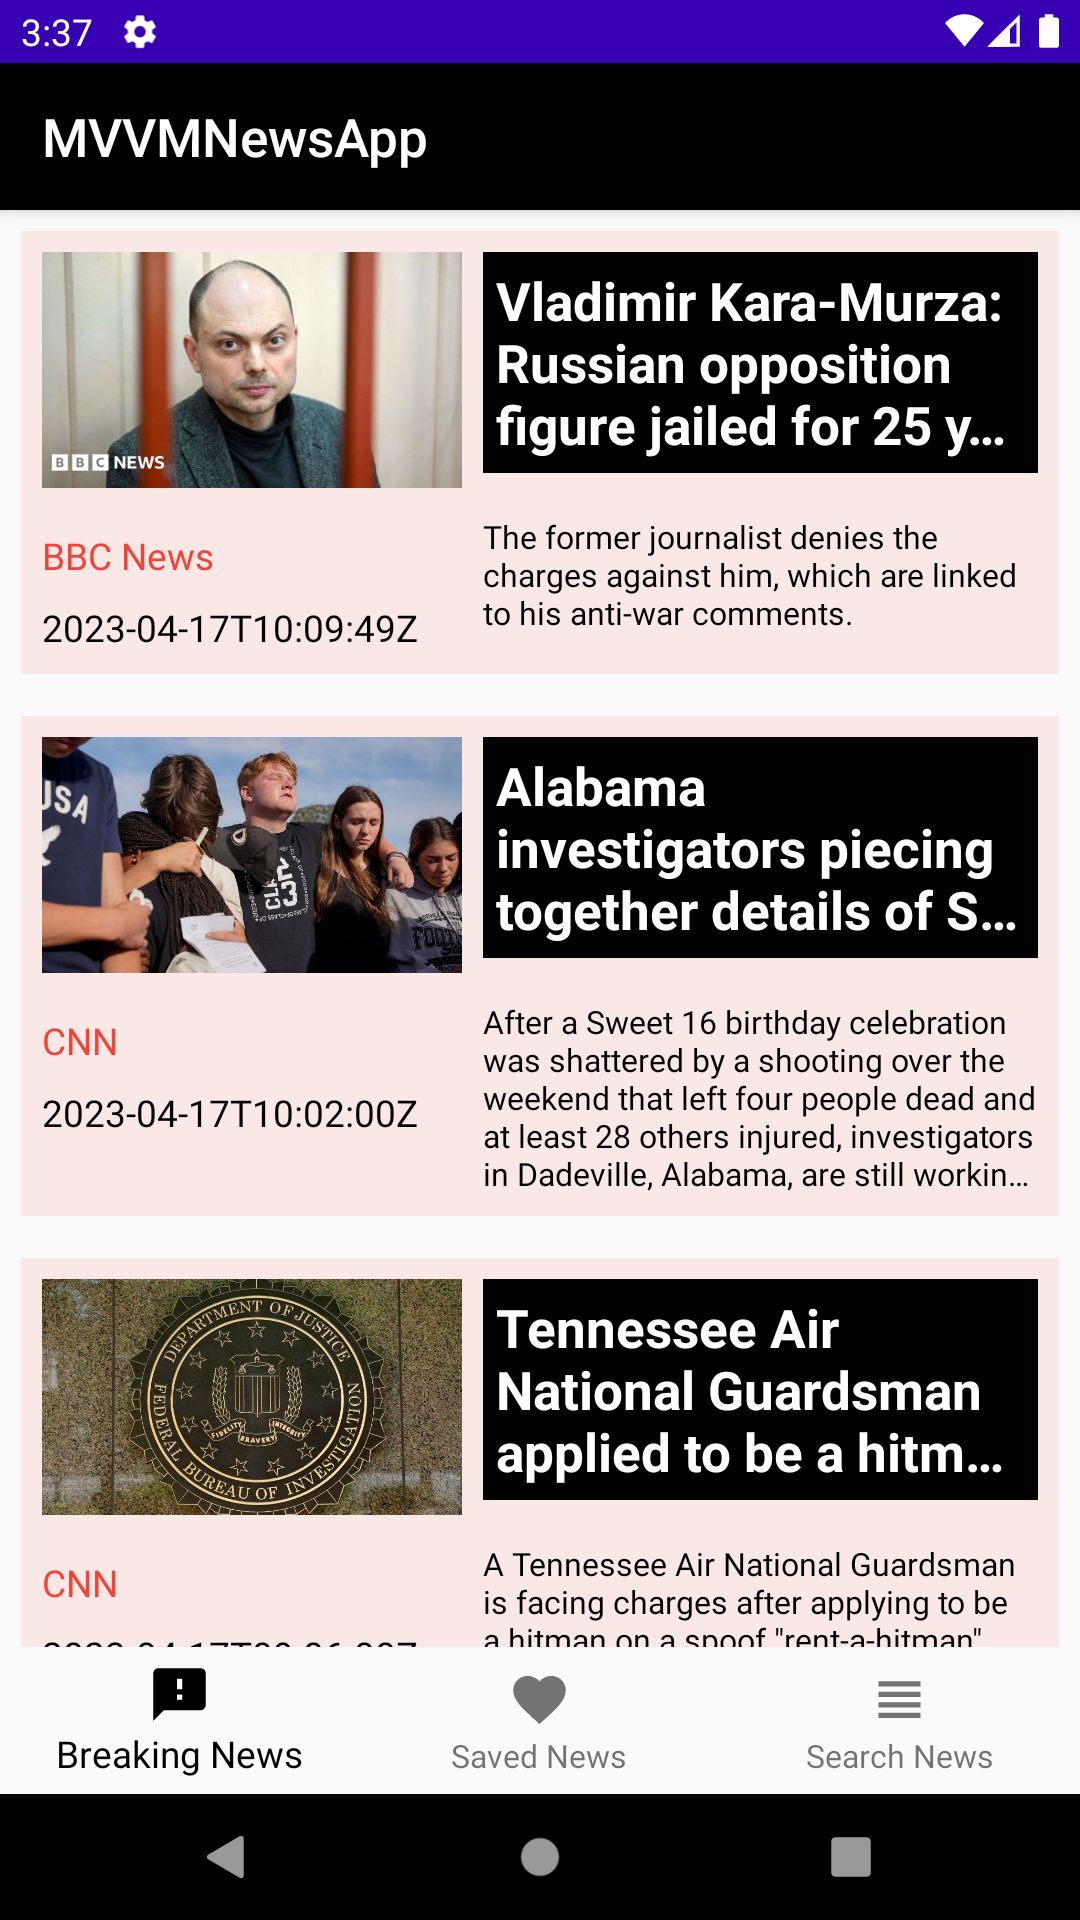 3:37
MVVMNewsApp
BBC NEWS
Vladimir Kara-Murza:
Russian opposition
figure jailed for 25 y...
BBC News
2023-04-17T10:09:49Z
The former journalist denies the
charges against him, which are linked
to his anti-war comments.
USA
Alabama
investigators piecing
together details of S...
CNN
2023-04-17T10:02:00Z
After a Sweet 16 birthday celebration
was shattered by a shooting over the
weekend that left four people dead and
at least 28 others injured, investigators
in Dadeville, Alabama, are still workin...
DEPARTMENT OF JUSTICE
FIDELITY BRAVERY INTEGRITY
FEDERAL BUREAU OF INVESTIGATION
Tennessee Air
National Guardsman
applied to be a hitm...
CNN
A Tennessee Air National Guardsman
is facing charges after applying to be
a hitman on a spoof "rent-a-hitman"
Breaking News
Saved News
Search News